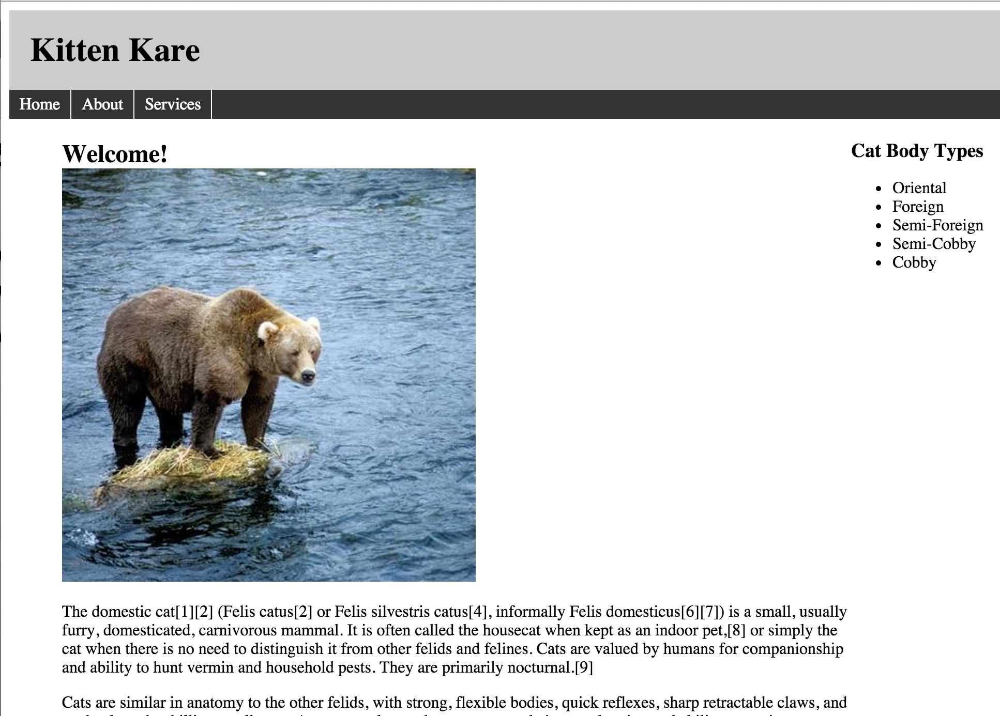 Kitten Kare
Home About Services
Welcome!
Cat Body Types
Oriental
Foreign
Semi-Foreign
Semi-Cobby
Cobby
The domestic cat[1][2] (Felis catus[2] or Felis silvestris catus[4], informally Felis domesticus[6][7]) is a small, usually
furry, domesticated, carnivorous mammal. It is often called the housecat when kept as an indoor pet,[8] or simply the
cat when there is no need to distinguish it from other felids and felines. Cats are valued by humans for companionship
and ability to hunt vermin and household pests. They are primarily nocturnal.[9]
Cats are similar in anatomy to the other felids, with strong, flexible bodies, quick reflexes, sharp retractable claws, and